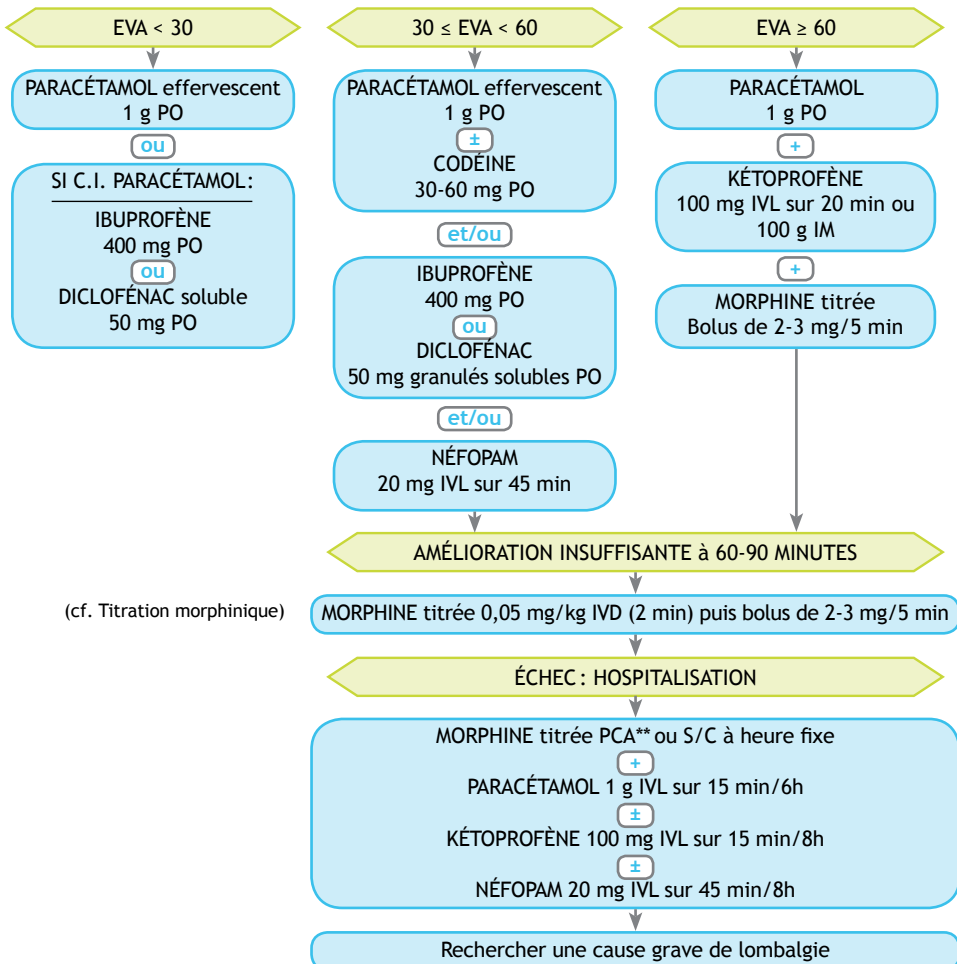 EVA < 30
PARACÉTAMOL effervescent
1 g PO
ou
SI C.I. PARACÉTAMOL :
IBUPROFÈNE
400 mg PO
ou
DICLOFÉNAC soluble
50 mg PO
30 ≤ EVA < 60
PARACÉTAMOL effervescent
1 g PO
±
CODÉINE
30-60 mg PO
et/ou
IBUPROFÈNE
400 mg PO
ou
DICLOFÉNAC
50 mg granulés solubles PO
et/ou
NÉFOPAM
20 mg IVL sur 45 min
EVA ≥ 60
PARACÉTAMOL
1 g PO
+
KÉTOPROFÈNE
100 mg IVL sur 20 min ou
100 g IM
+
MORPHINE titrée
Bolus de 2-3 mg/5 min
AMÉLIORATION INSUFFISANTE à 60-90 MINUTES
(cf. Titration morphinique)
MORPHINE titrée 0,05 mg/kg IVD (2 min) puis bolus de 2-3 mg/5 min
ÉCHEC : HOSPITALISATION
MORPHINE titrée PCA** ou S/C à heure fixe
+
PARACÉTAMOL 1 g IVL sur 15 min/6h
±
KÉTOPROFÈNE 100 mg IVL sur 15 min/8h
±
NÉFOPAM 20 mg IVL sur 45 min/8h
Rechercher une cause grave de lombalgie